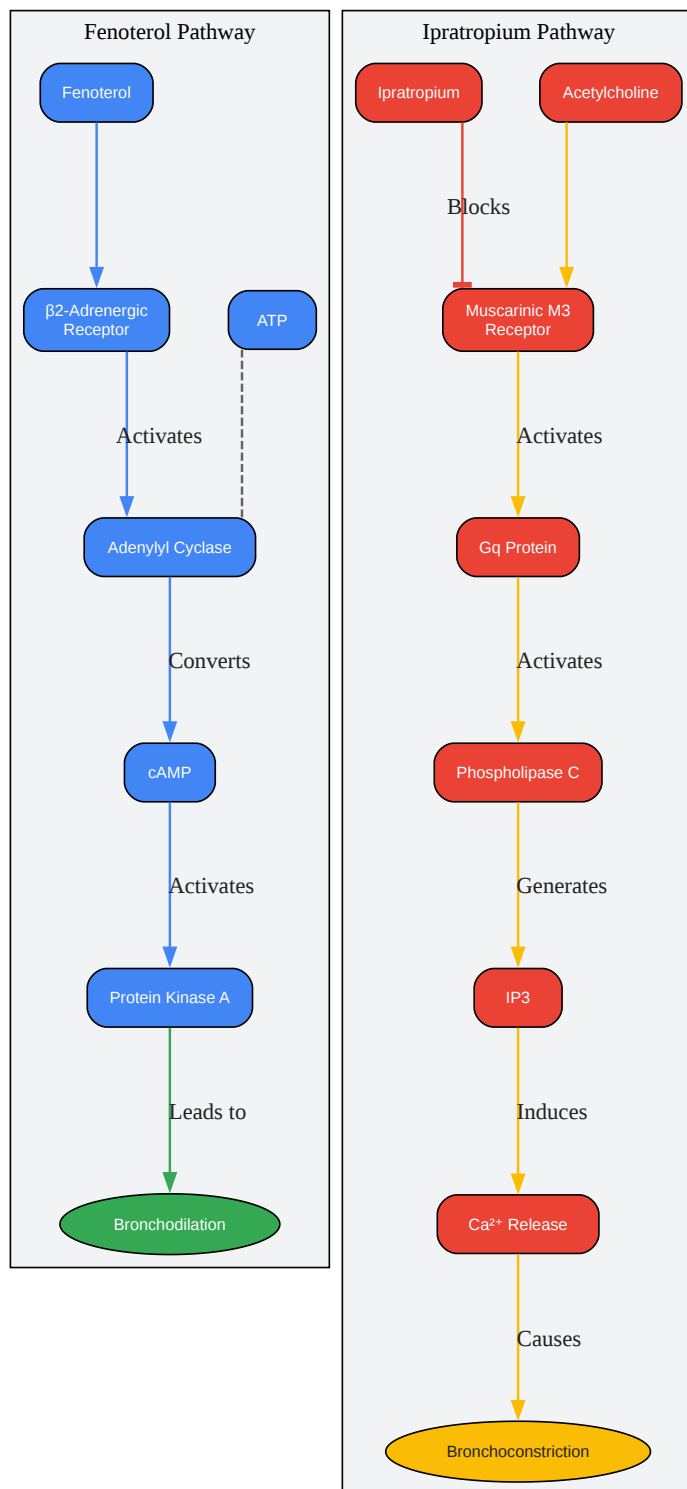 Fenoterol Pathway
Fenoterol
β2-Adrenergic
Receptor
ATP
Activates
Adenylyl Cyclase
Converts
cAMP
Activates
Protein Kinase A
Leads to
Bronchodilation
Ipratropium Pathway
Ipratropium
Acetylcholine
Blocks
Muscarinic M3
Receptor
Activates
Gq Protein
Activates
Phospholipase C
Generates
IP3
Induces
Ca²⁺ Release
Causes
Bronchoconstriction